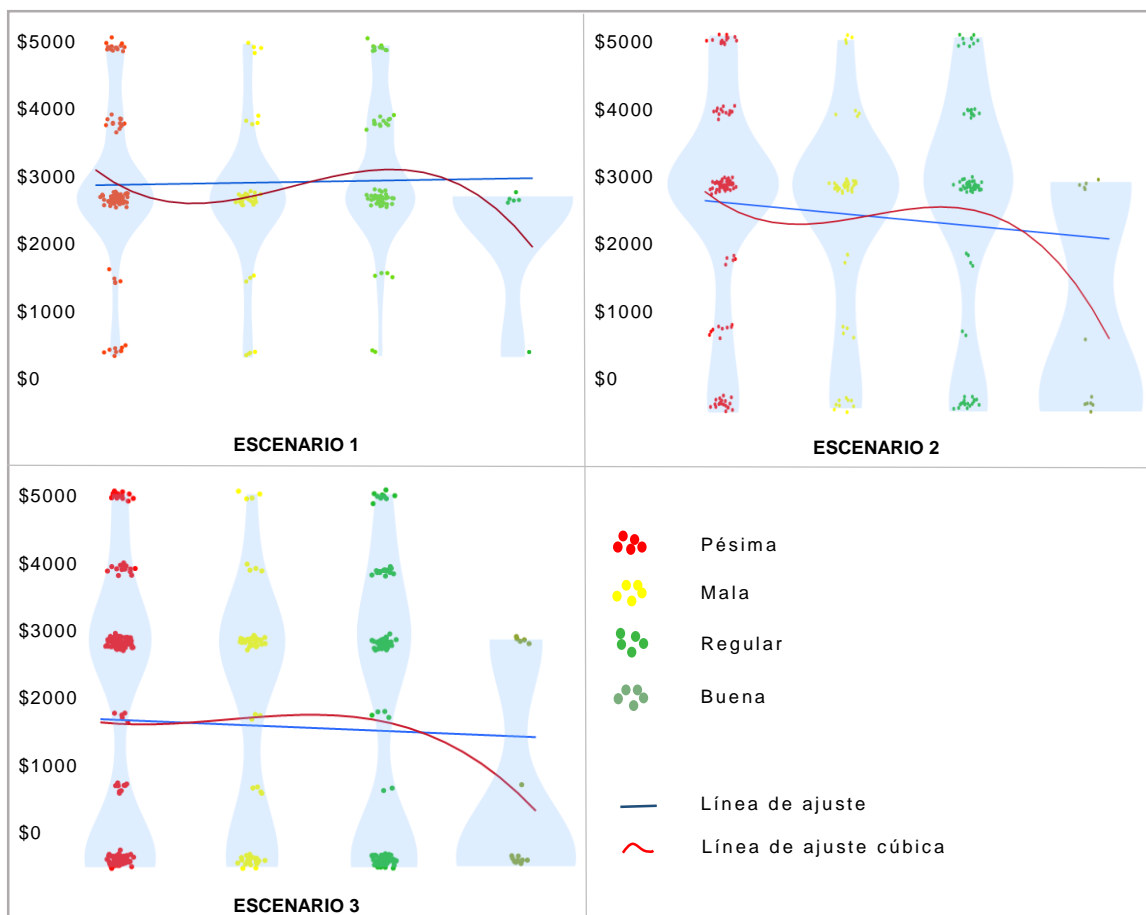 $5000
$4000
$3000
$2000
$1000
$0
ESCENARIO 1
$5000
$4000
$3000
$2000
$1000
$0
ESCENARIO 2
$5000
$4000
$3000
$2000
$1000
$0
ESCENARIO 3
Pésima
Mala
Regular
Buena
Línea de ajuste
Línea de ajuste cúbica